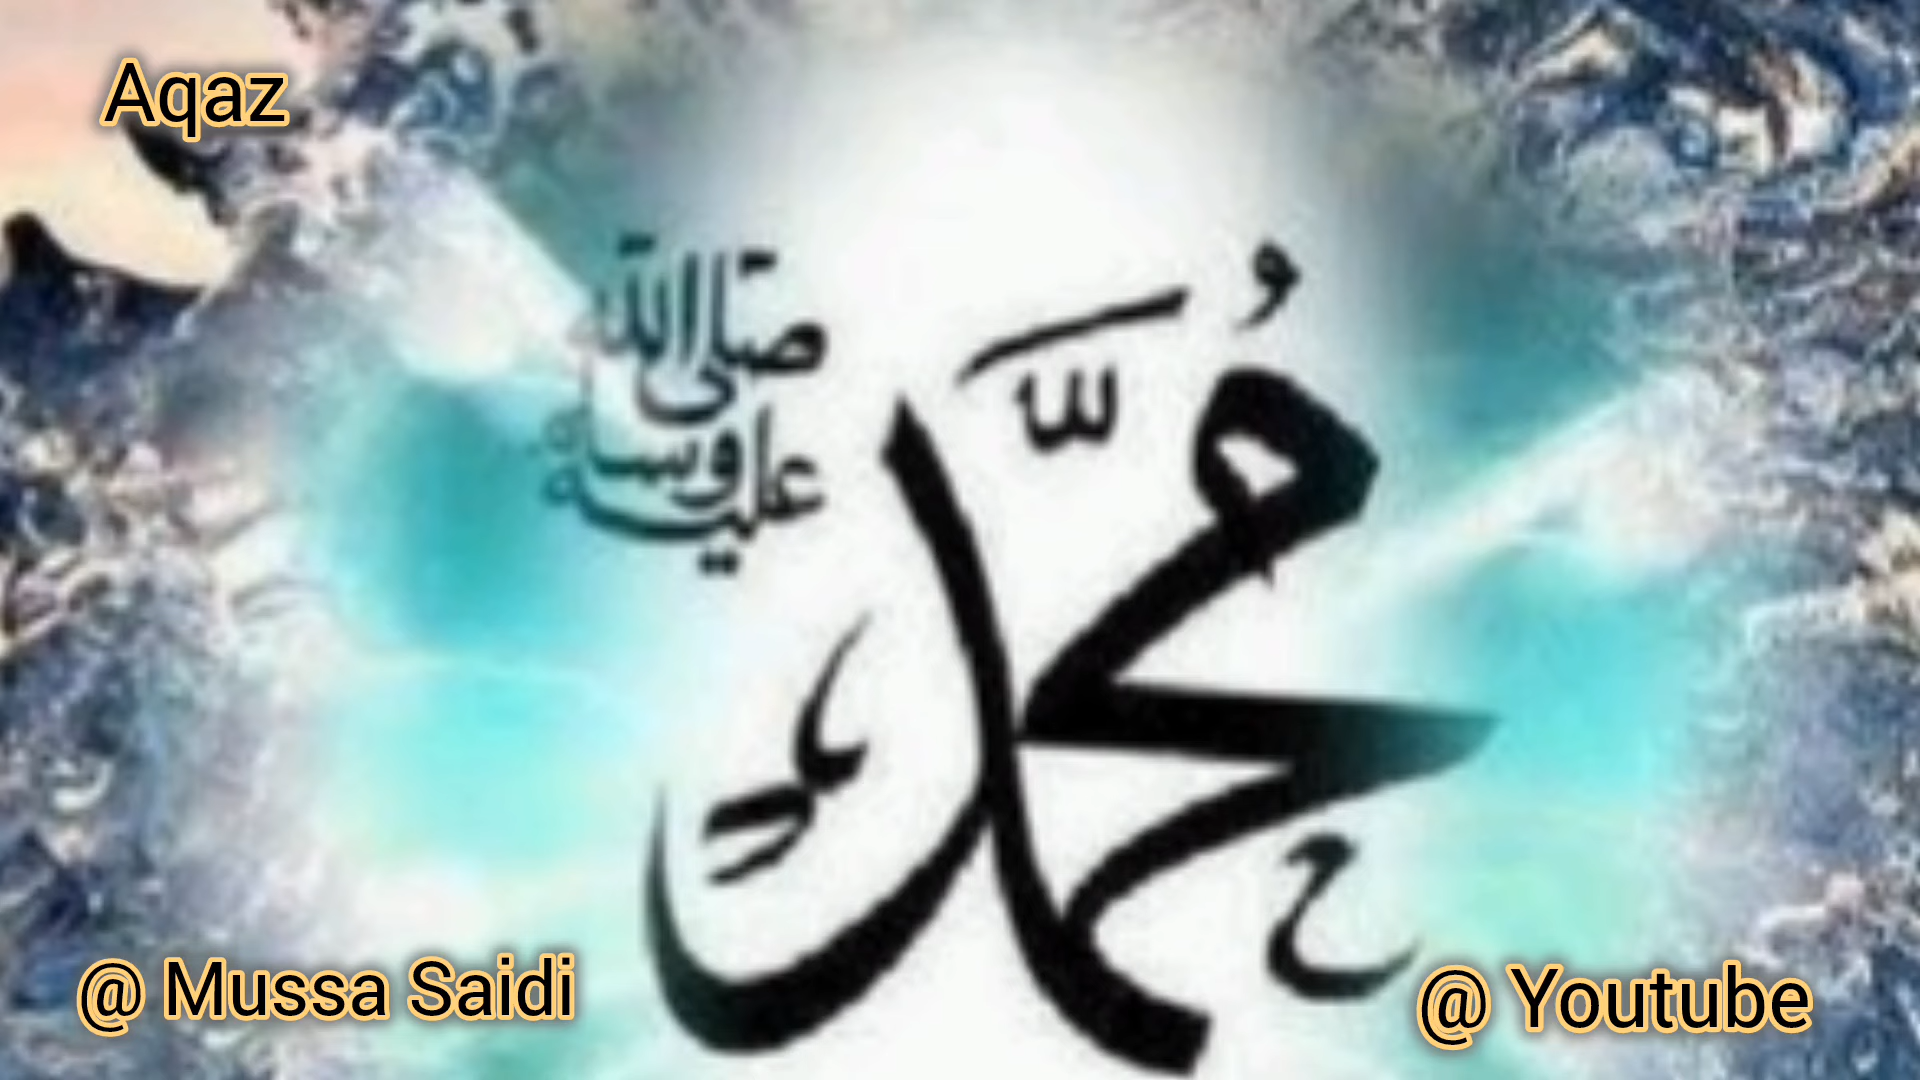 Aqaz
مُحَمَّد
صلى الله
عليه وسلم
@ Mussa Saidi
@ Youtube